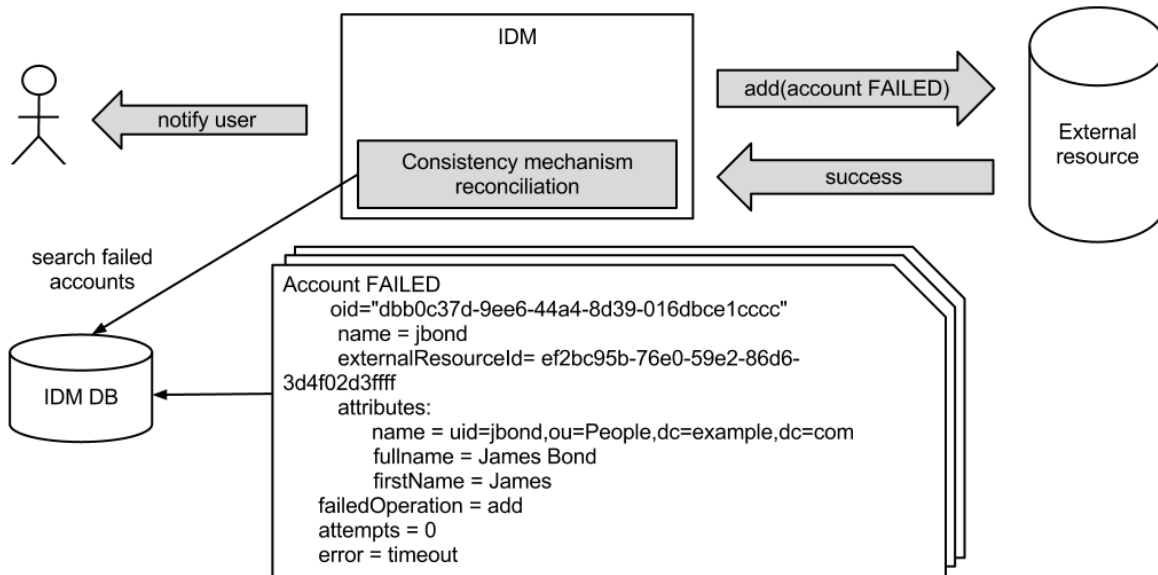 IDM
add(account FAILED)
notify user
External
resource
Consistency mechanism
reconciliation
success
search failed
accounts
Account FAILED
oid="dbb0c37d-9ee6-44a4-8d39-016dbce1cccc"
name = jbond
externalResourceId= ef2bc95b-76e0-59e2-86d6-
3d4f02d3ffff
attributes:
name = uid=jbond,ou=People,dc=example,dc=com
fullname = James Bond
firstName = James
failedOperation = add
attempts = 0
error = timeout
IDM DB